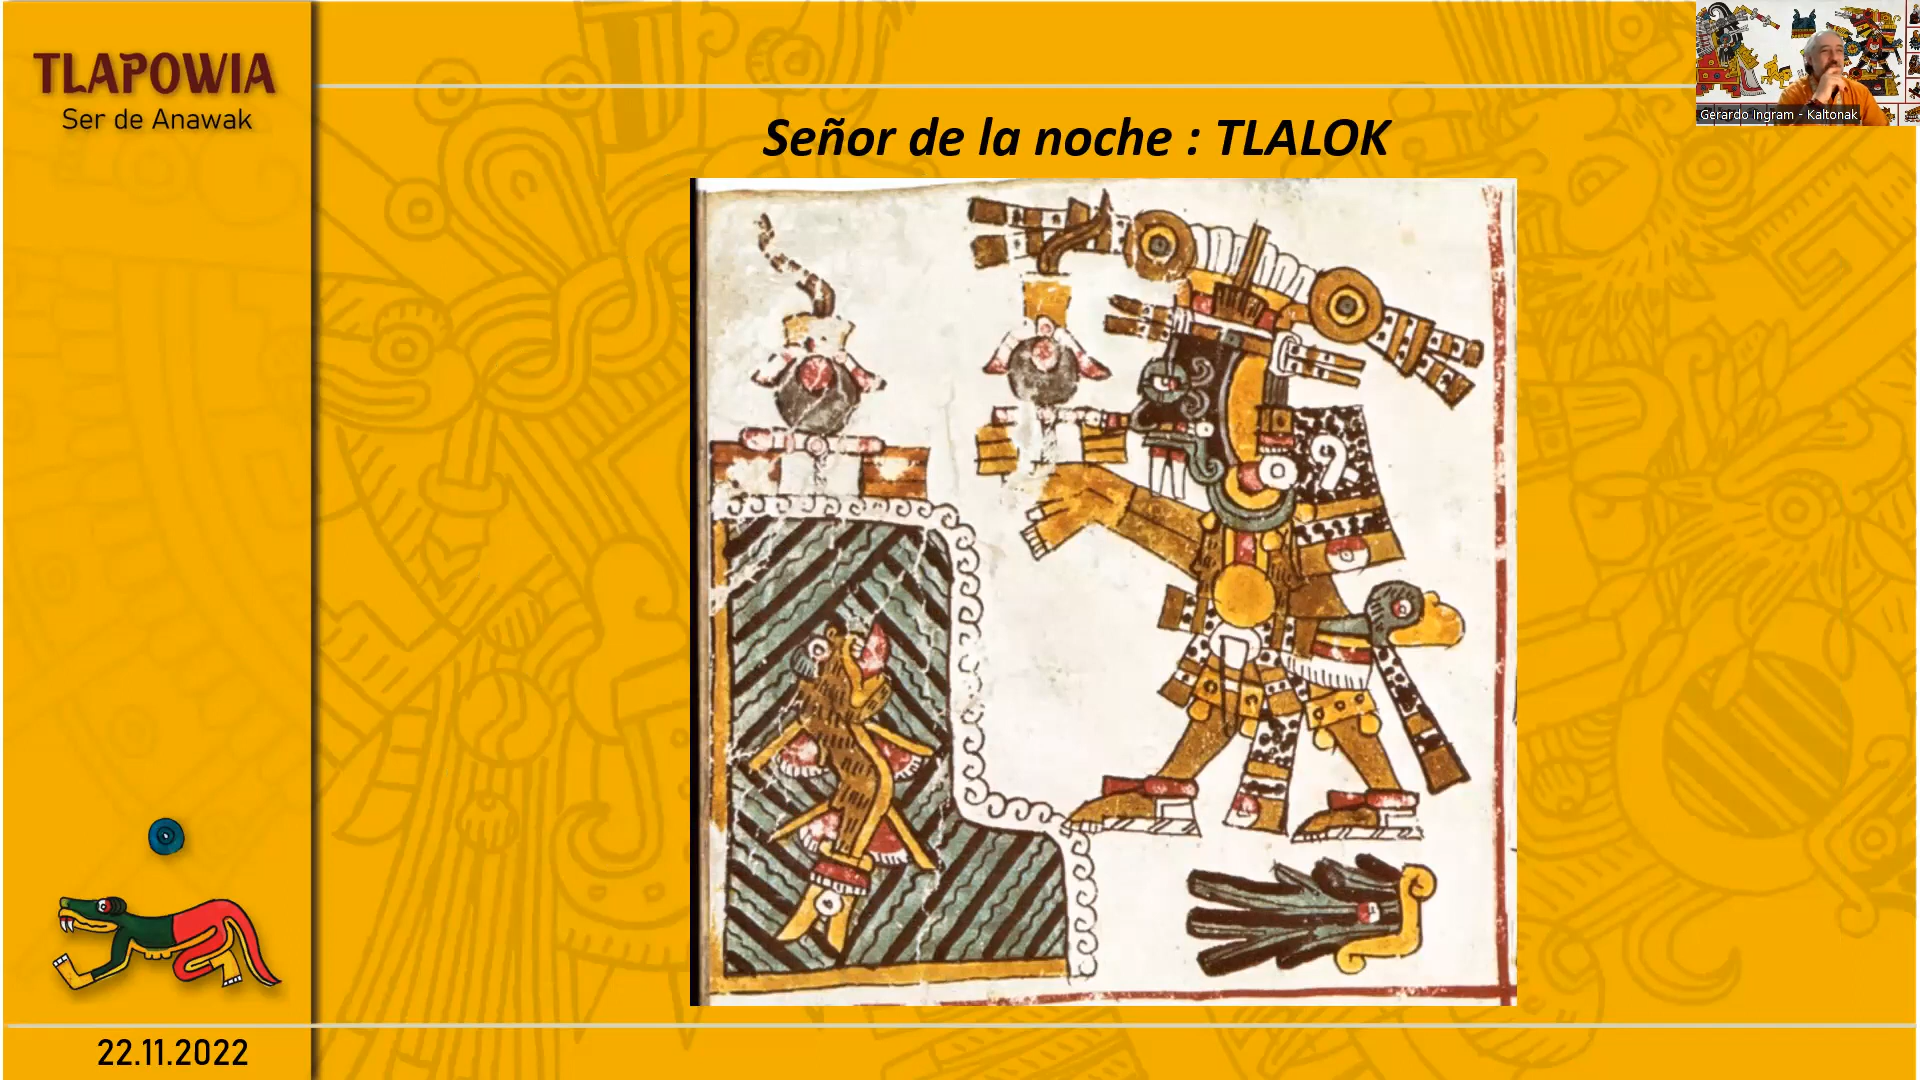 TLAPOWIA
Ser de Anawak
Señor de la noche : TLALOK
Gerardo Ingram - Kaltonak
22.11.2022